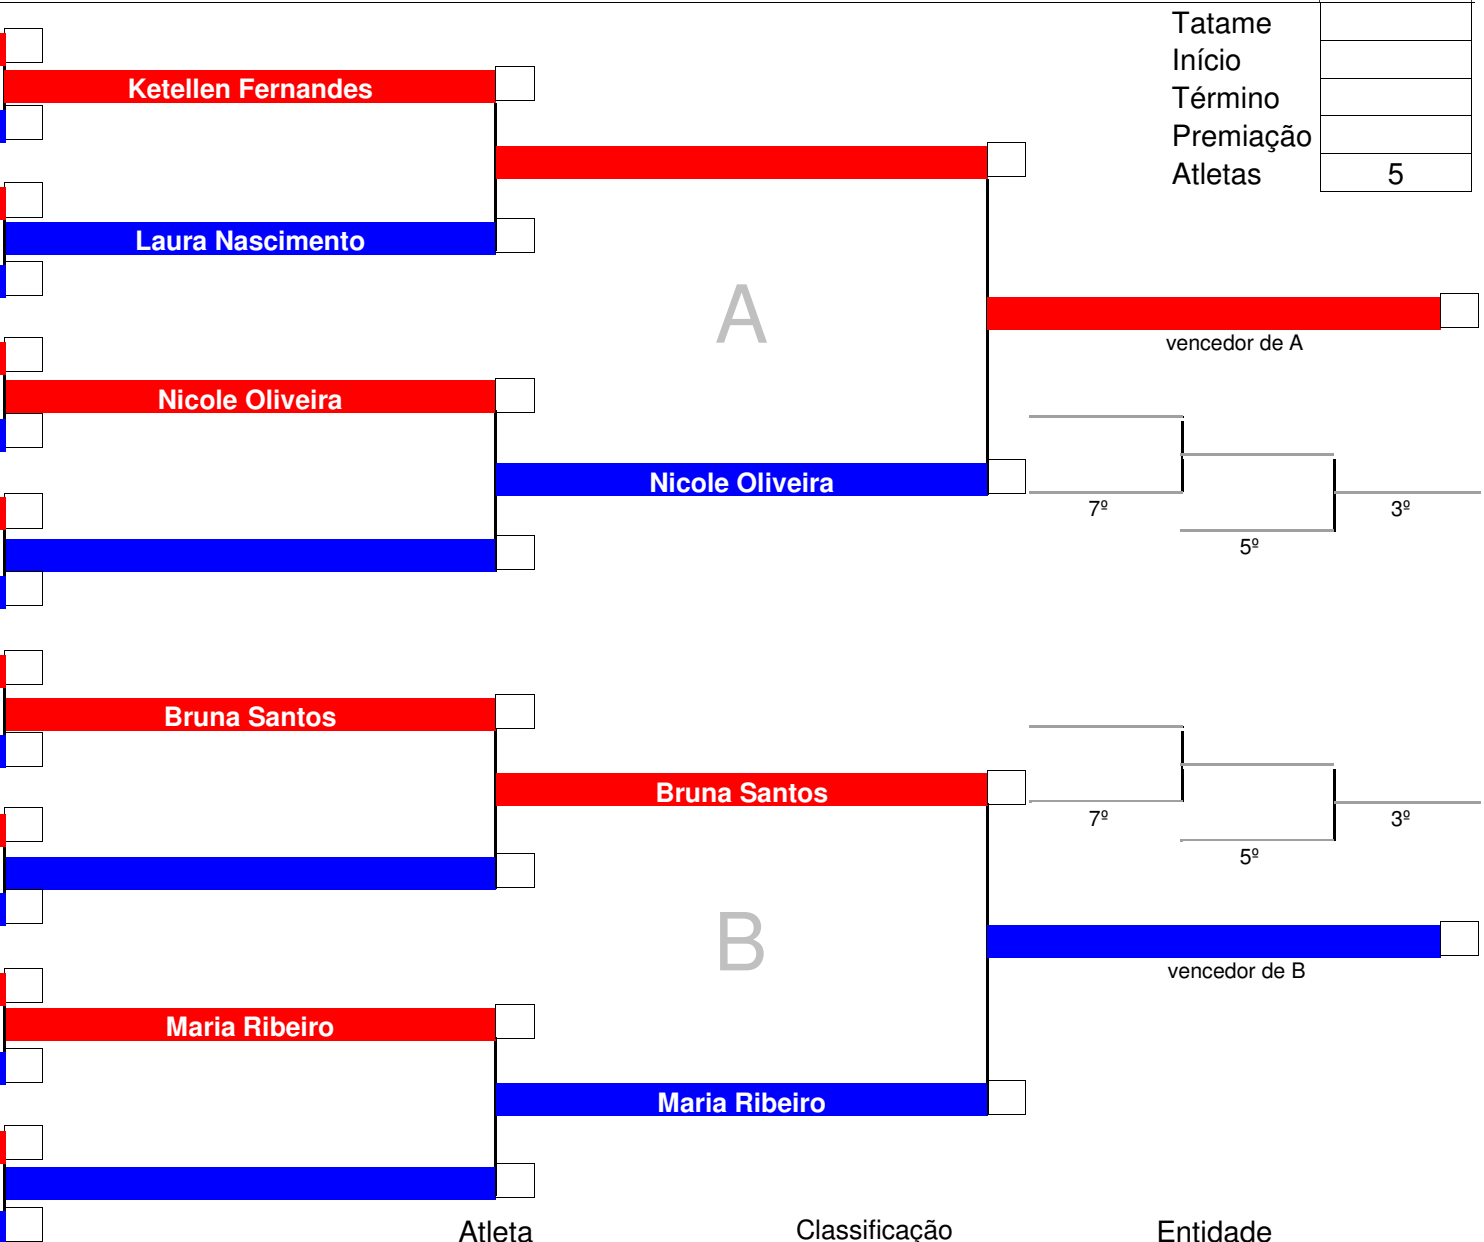 Tatame
Início
Término
Premiação
Atletas 5
Ketellen Fernandes
Laura Nascimento
A
vencedor de A
Nicole Oliveira
Nicole Oliveira
7º
3º
5º
Bruna Santos
Bruna Santos
7º
3º
5º
B
vencedor de B
Maria Ribeiro
Maria Ribeiro
Atleta Classificação Entidade